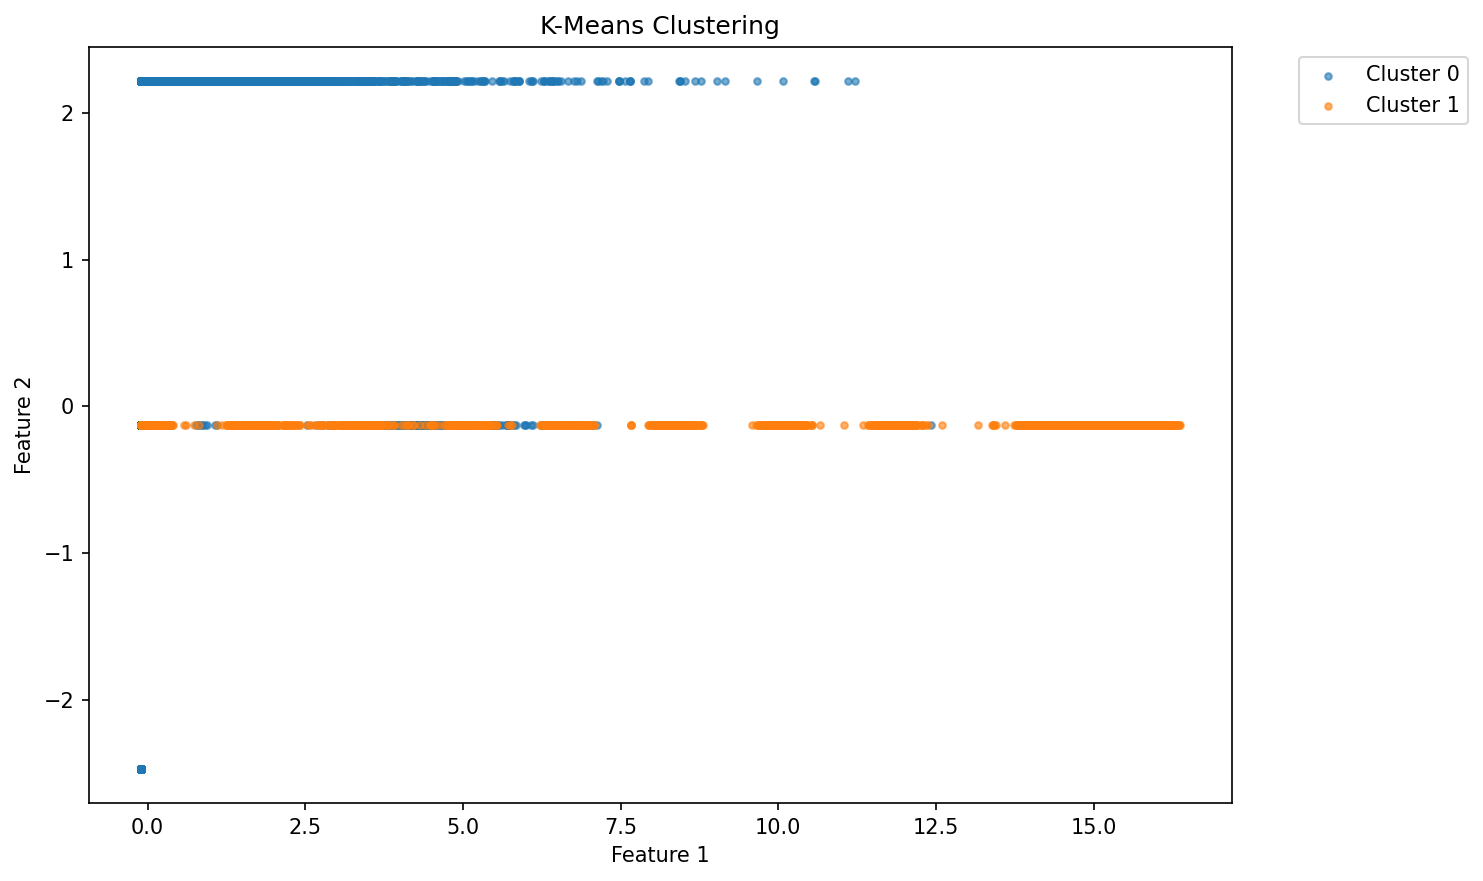 K-Means Clustering
Cluster 0
Cluster 1
2
1
0
−1
−2
Feature 2
0.0 2.5 5.0 7.5 10.0 12.5 15.0
Feature 1